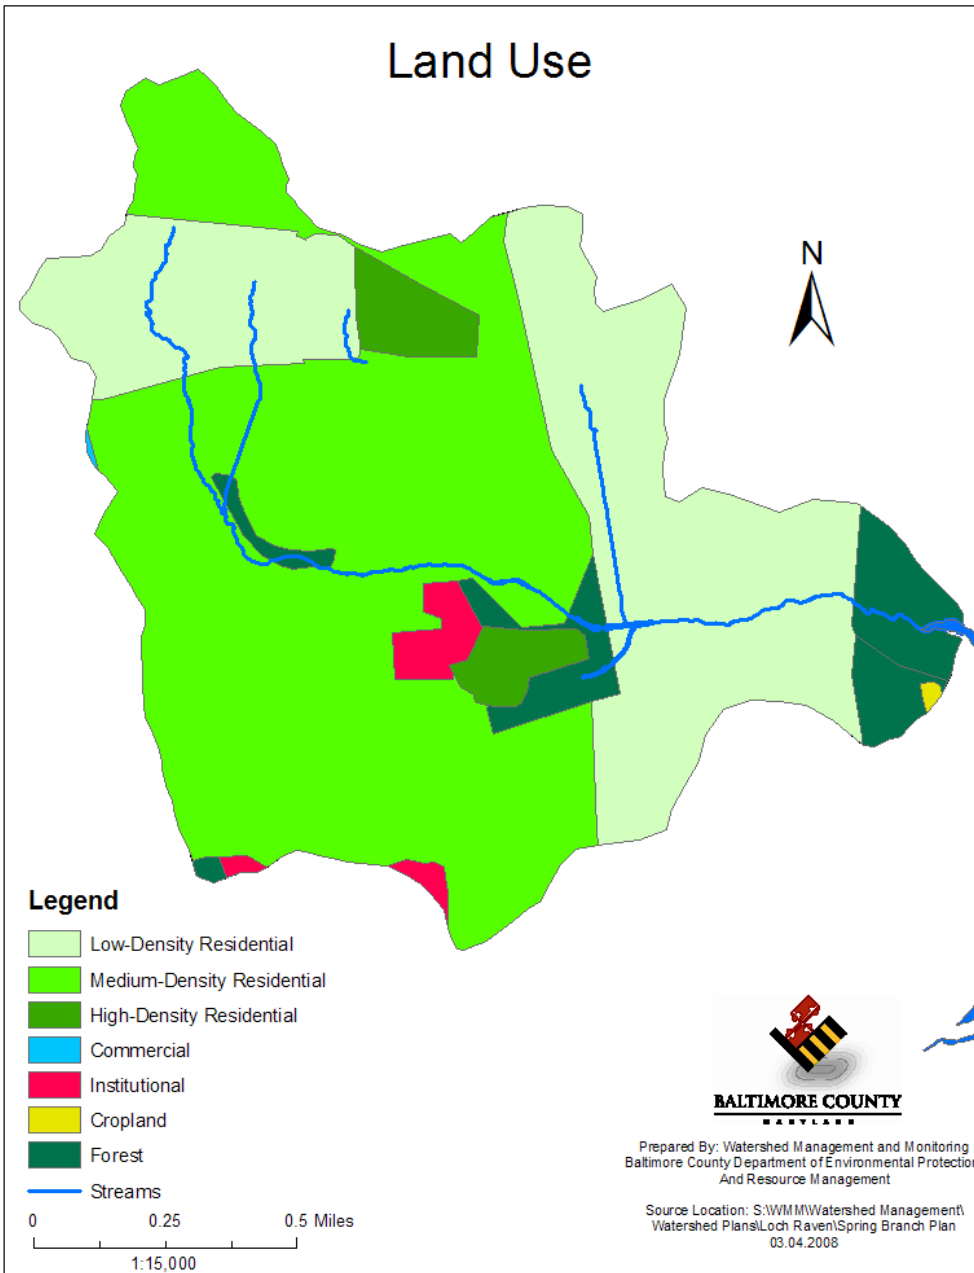 Land Use
N
Legend
Low-Density Residential
Medium-Density Residential
High-Density Residential
Commercial
Institutional
Cropland
Forest
Streams
0 0.25 0.5 Miles
1:15,000
BALTIMORE COUNTY
MARYLAND
Prepared By: Watershed Management and Monitoring
Baltimore County Department of Environmental Protection
And Resource Management
Source Location: S:\WMM\Watershed Management\
Watershed Plans\Loch Raven\Spring Branch Plan
03.04.2008